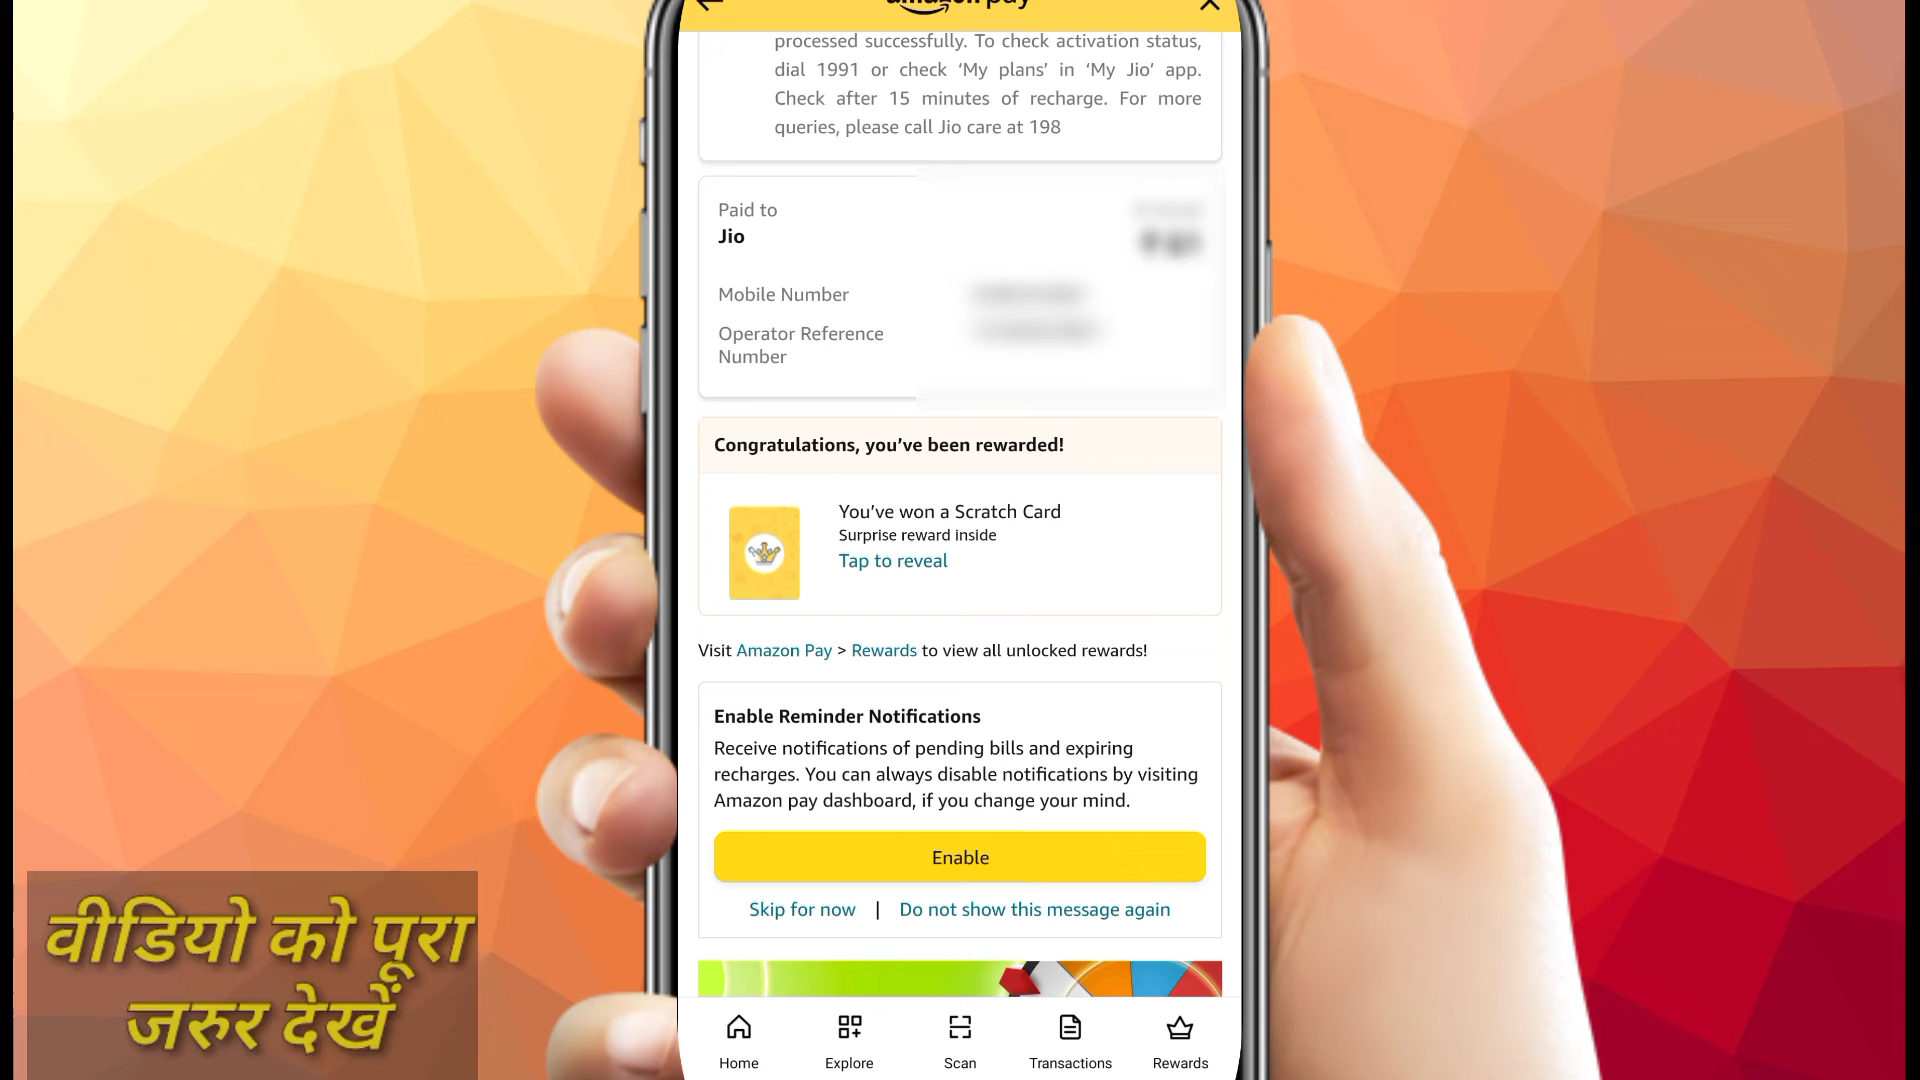 amazon pay
processed successfully. To check activation status,
dial 1991 or check ‘My plans’ in ‘My Jio’ app.
Check after 15 minutes of recharge. For more
queries, please call Jio care at 198
Paid to
Jio
Mobile Number
Operator Reference
Number
Congratulations, you’ve been rewarded!
You’ve won a Scratch Card
Surprise reward inside
Tap to reveal
Visit Amazon Pay > Rewards to view all unlocked rewards!
Enable Reminder Notifications
Receive notifications of pending bills and expiring
recharges. You can always disable notifications by visiting
Amazon pay dashboard, if you change your mind.
Enable
Skip for now | Do not show this message again
Home Explore Scan Transactions Rewards
वीडियो को पूरा
जरुर देखें